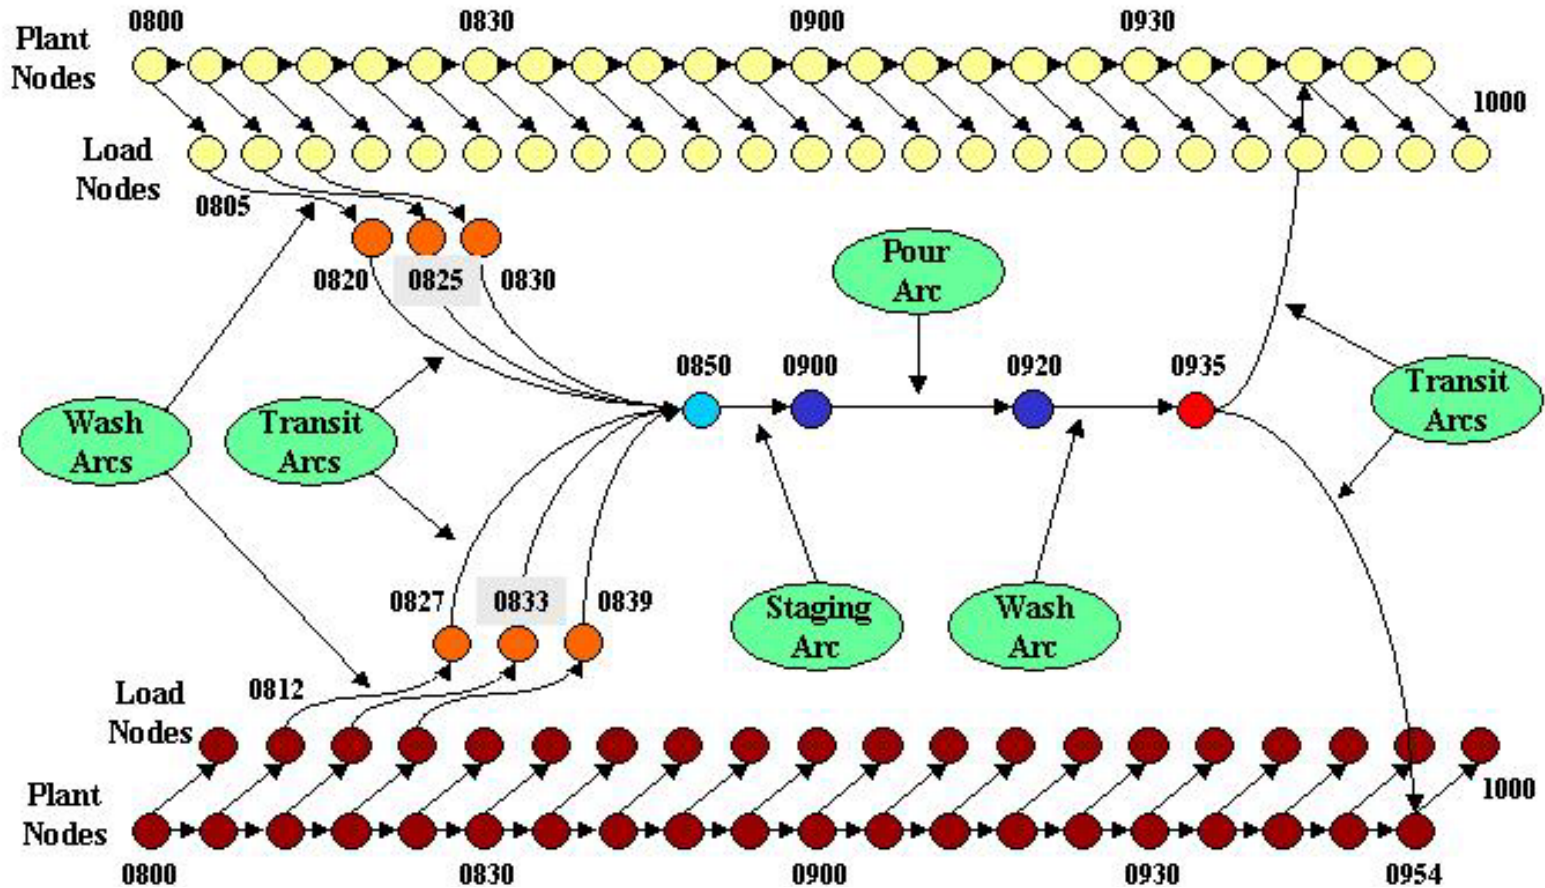 0800 0830 0900 0930
Plant
Nodes
1000
Load
Nodes
0805
0820 0825 0830
Pour
Arc
0850 0900 0920 0935
Wash
Arcs
Transit
Arcs
Transit
Arcs
0827 0833 0839
Staging
Arc
Wash
Arc
0812
Load
Nodes
Plant
Nodes
1000
0800 0830 0900 0930 0954